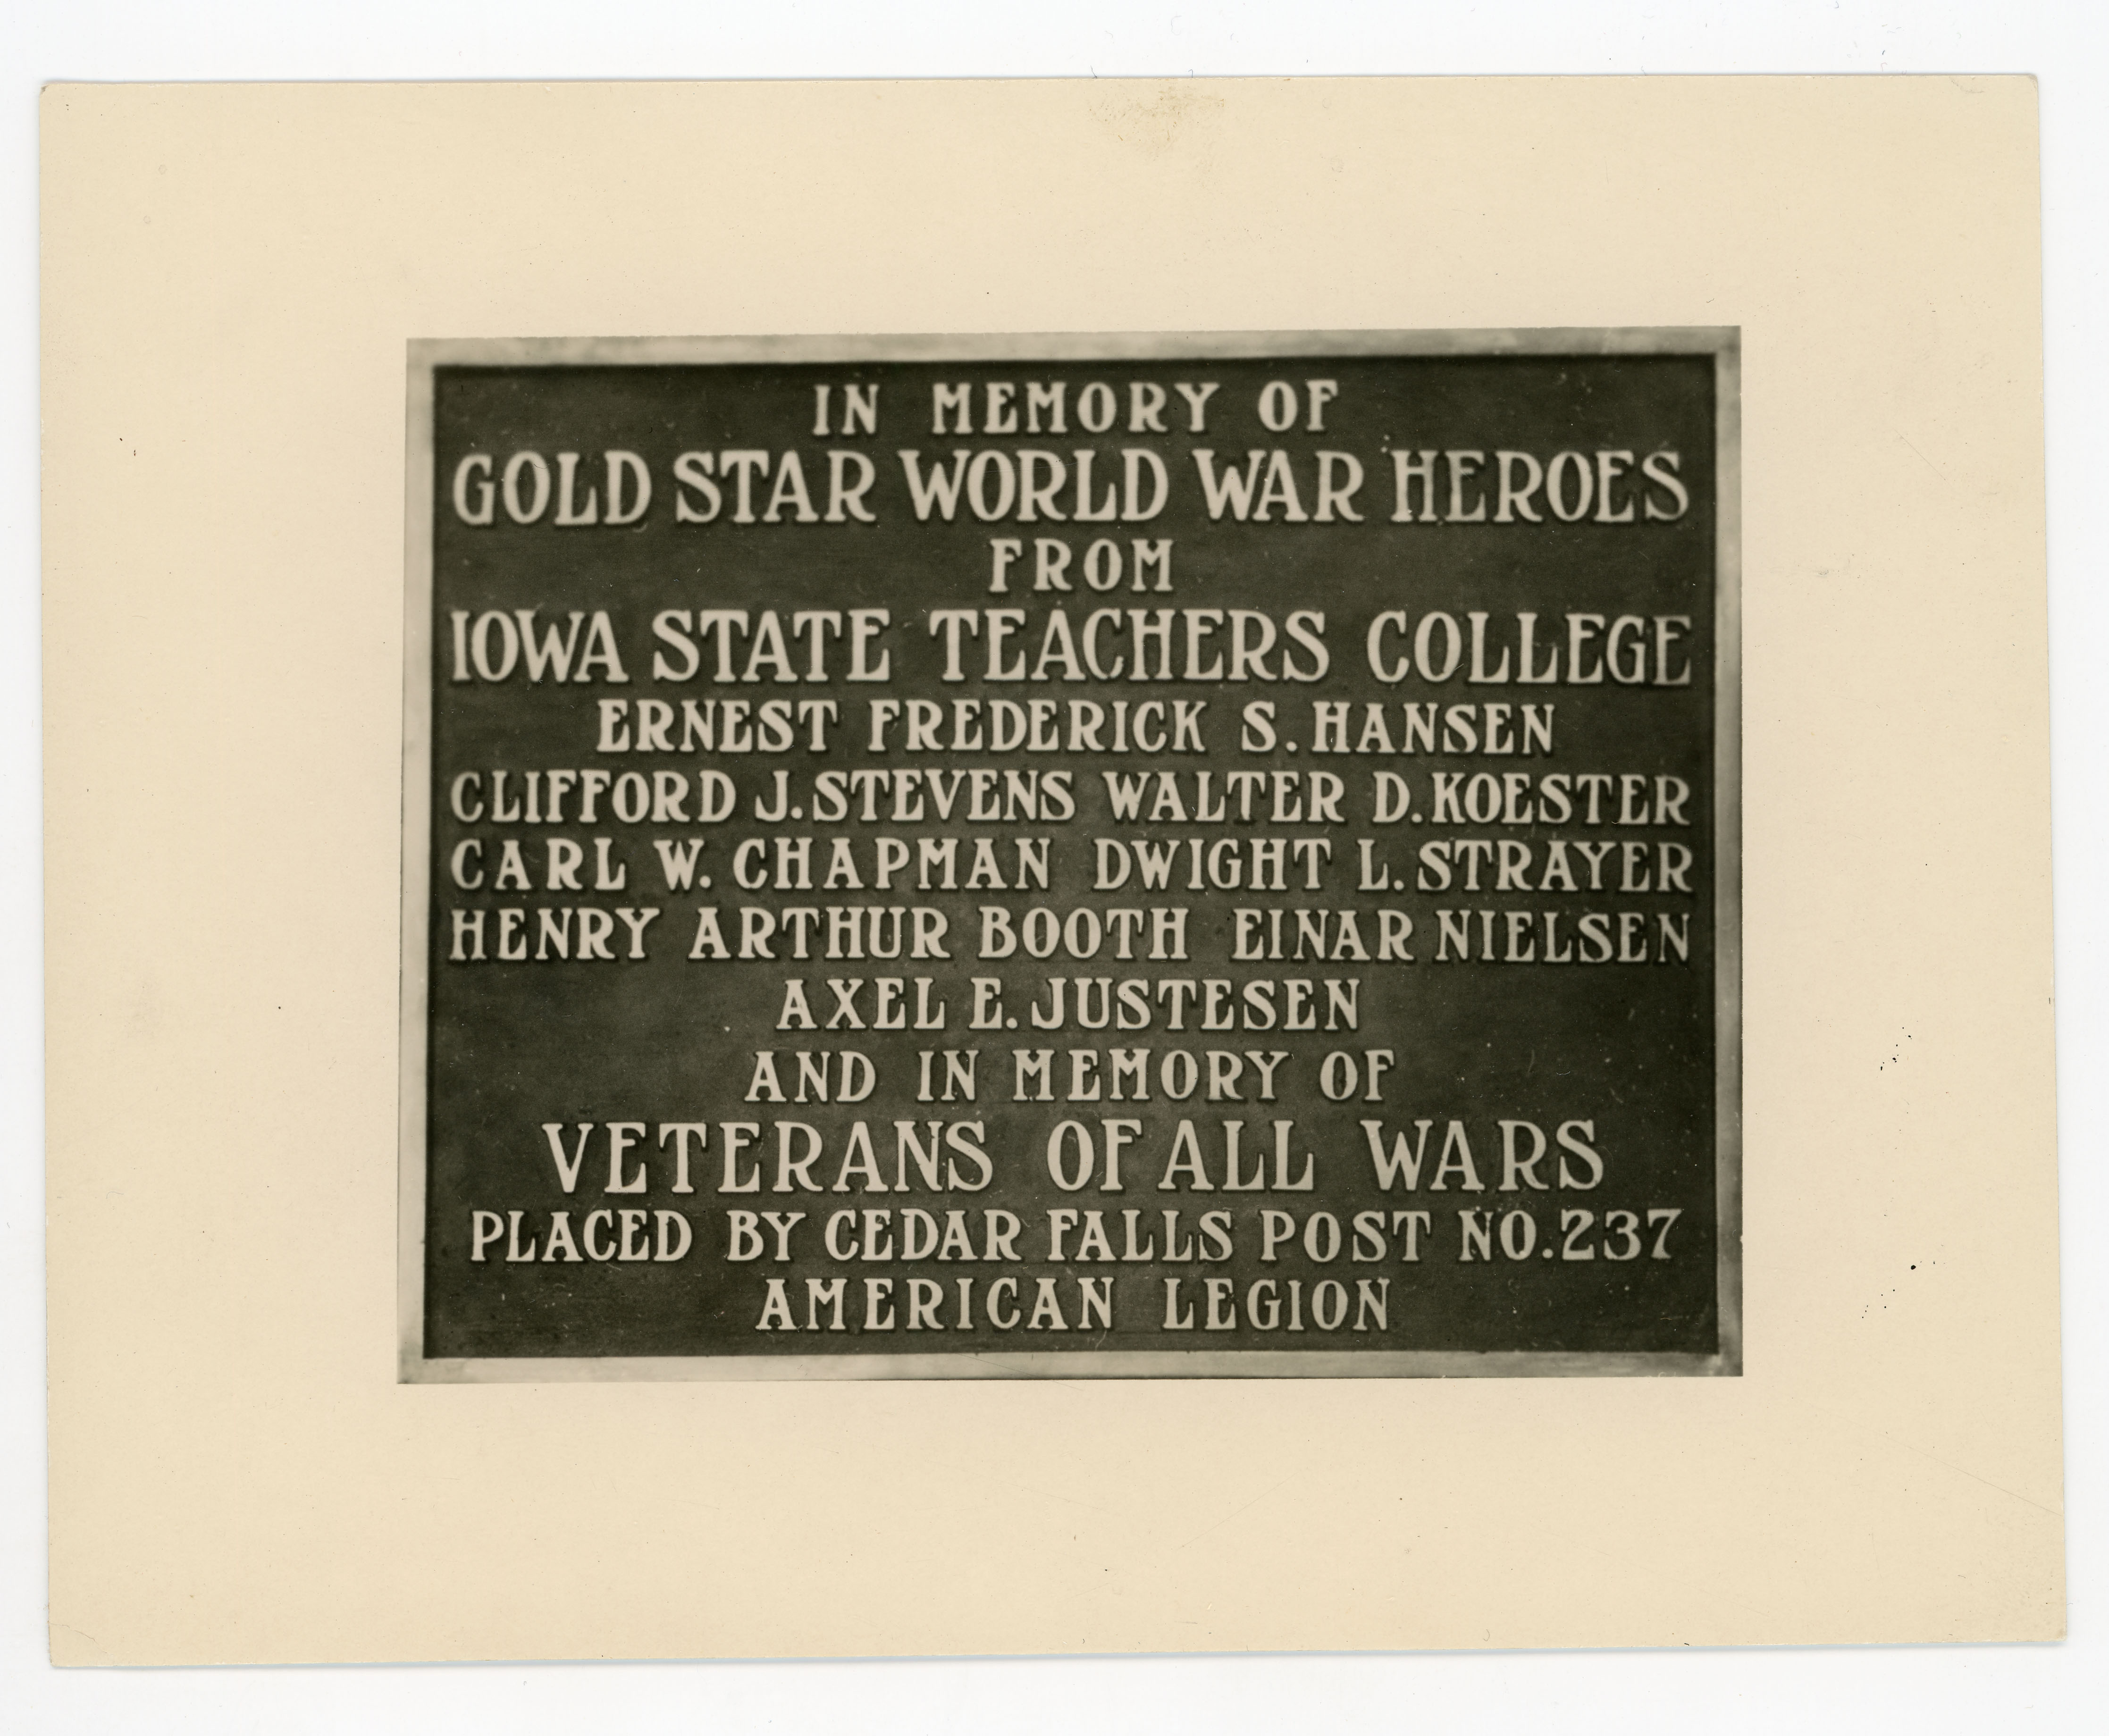 IN MEMORY OF
GOLD STAR WORLD WAR HEROES
FROM
IOWA STATE TEACHERS COLLEGE
ERNEST FREDERICK S. HANSEN
CLIFFORD J. STEVENS WALTER D. KOESTER
CARL W. CHAPMAN DWIGHT L. STRAYER
HENRY ARTHUR BOOTH EINAR NIELSEN
AXEL E. JUSTESEN
AND IN MEMORY OF
VETERANS OF ALL WARS
PLACED BY CEDAR FALLS POST NO. 237
AMERICAN LEGION